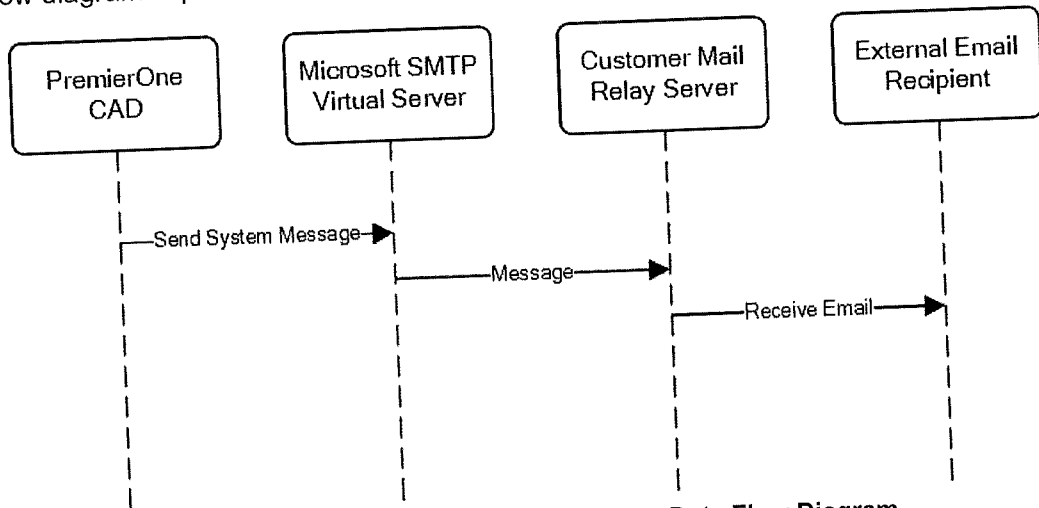 PremierOne
CAD
Microsoft SMTP
Virtual Server
Customer Mail
Relay Server
External Email
Recipient
Send System Message
Message
Receive Email
Flow Diagram